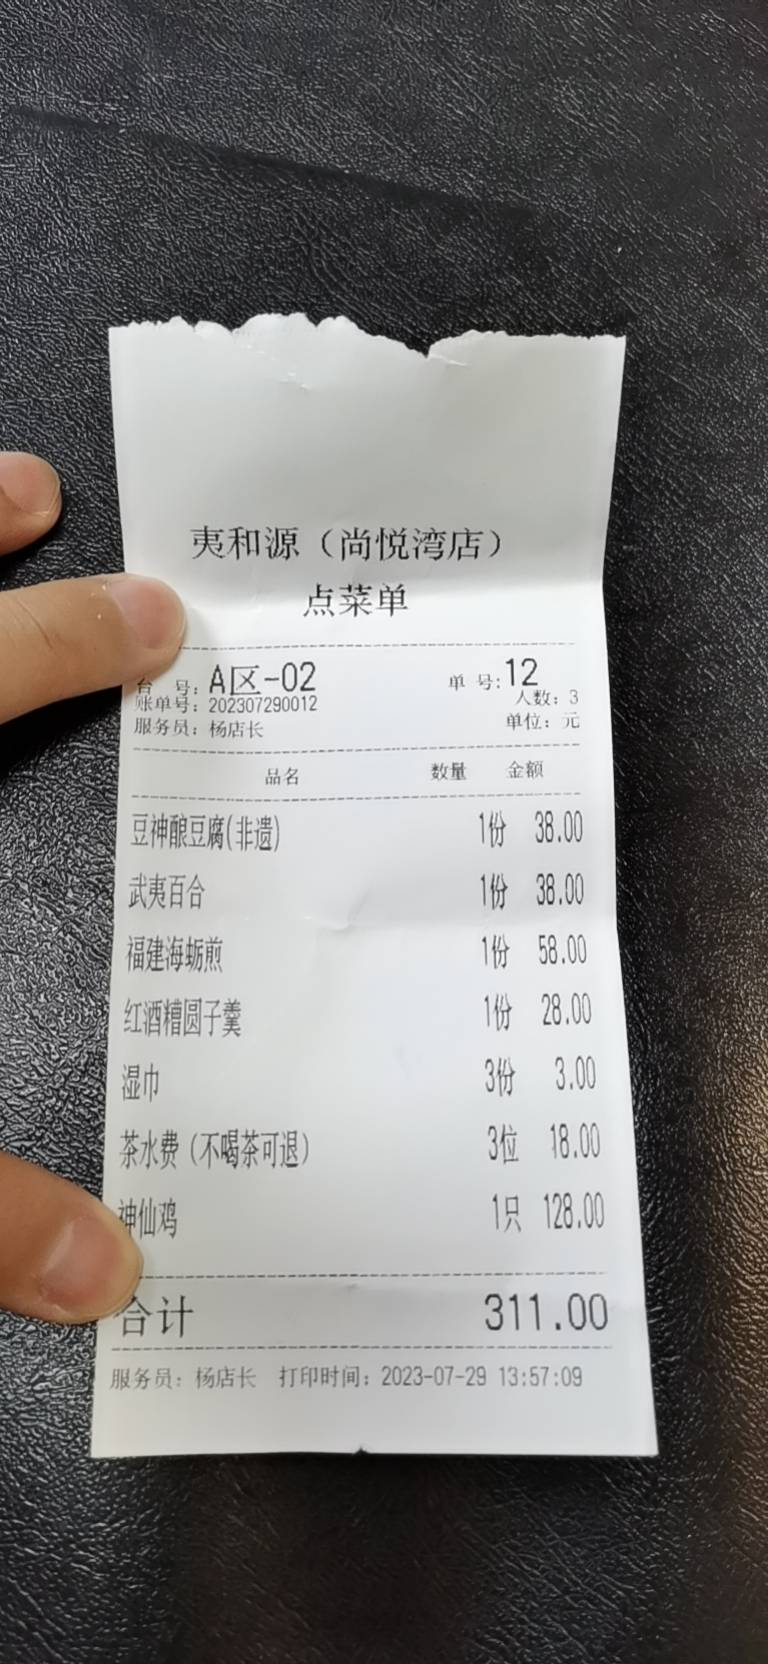 夷和源（尚悦湾店）
点菜单
台 号：A区-02 单 号：12
账单号：202307290012 人数：3
服务员：杨店长 单位：元
品名 数量 金额
豆神酿豆腐(非遗) 1份 38.00
武夷百合 1份 38.00
福建海蛎煎 1份 58.00
红酒糟圆子羹 1份 28.00
湿巾 3份 3.00
茶水费（不喝茶可退） 3位 18.00
神仙鸡 1只 128.00
合计 311.00
服务员：杨店长 打印时间：2023-07-29 13:57:09